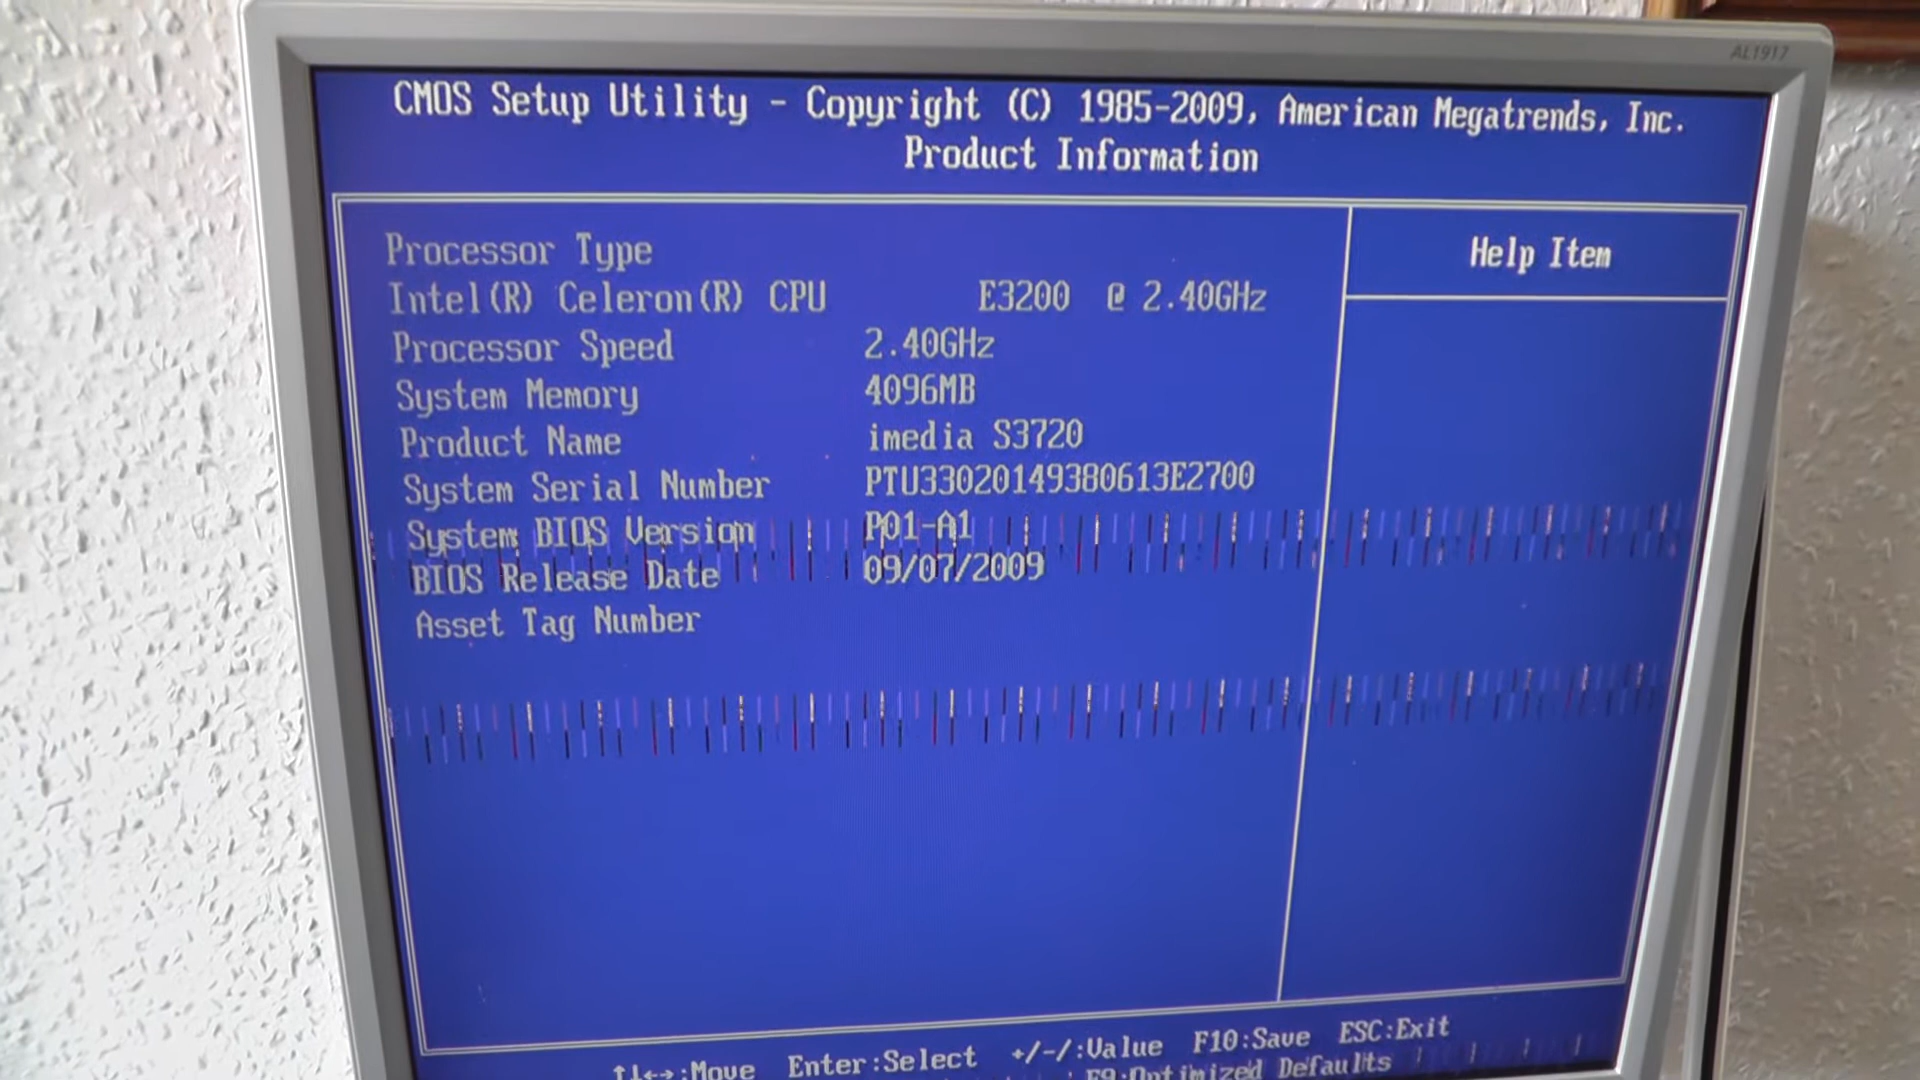 AL1917
CMOS Setup Utility - Copyright (C) 1985-2009, American Megatrends, Inc.
Product Information
Processor Type
Intel(R) Celeron(R) CPU E3200 @ 2.40GHz
Processor Speed 2.40GHz
System Memory 4096MB
Product Name imedia S3720
System Serial Number PTU33020149380613E2700
System BIOS Version P01-A1
BIOS Release Date 09/07/2009
Asset Tag Number
Help Item
↑↓←→:Move Enter:Select +/-/:Value F10:Save ESC:Exit
F9:Optimized Defaults